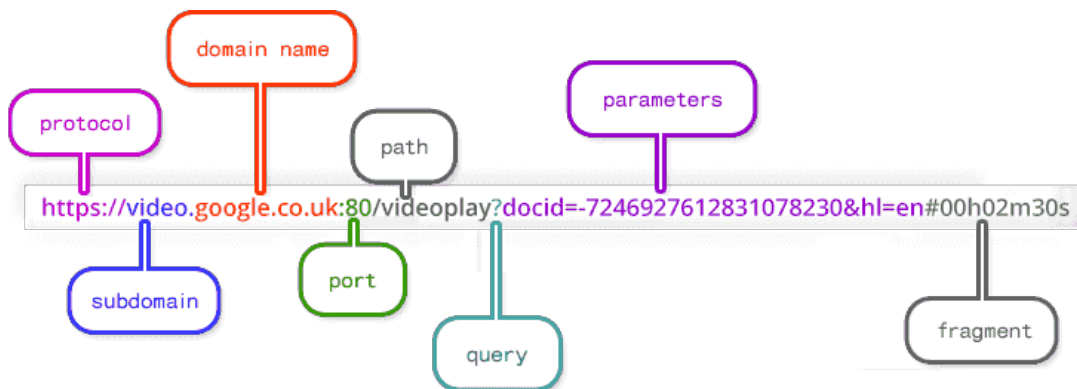 domain name
protocol
path
parameters
https://video.google.co.uk:80/videoplay?docid=-7246927612831078230&hl=en#00h02m30s
subdomain
port
query
fragment